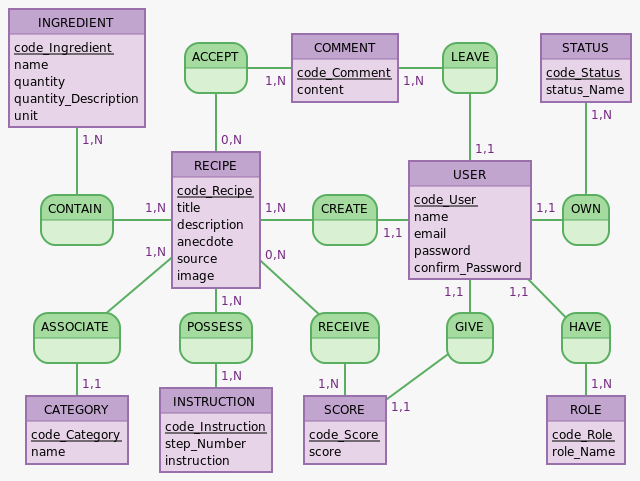 INGREDIENT
code_Ingredient
name
quantity
quantity_Description
unit
ACCEPT
1,N
0,N
COMMENT
code_Comment
content
1,N
LEAVE
1,1
STATUS
code_Status
status_Name
1,N
1,N
CONTAIN
1,N
RECIPE
code_Recipe
title
description
anecdote
source
image
1,N
CREATE
1,1
USER
code_User
name
email
password
confirm_Password
1,1
OWN
1,N
0,N
1,N
1,1
1,1
ASSOCIATE
POSSESS
RECEIVE
GIVE
HAVE
1,1
1,N
1,N
1,1
1,N
CATEGORY
code_Category
name
INSTRUCTION
code_Instruction
step_Number
instruction
SCORE
code_Score
score
ROLE
code_Role
role_Name